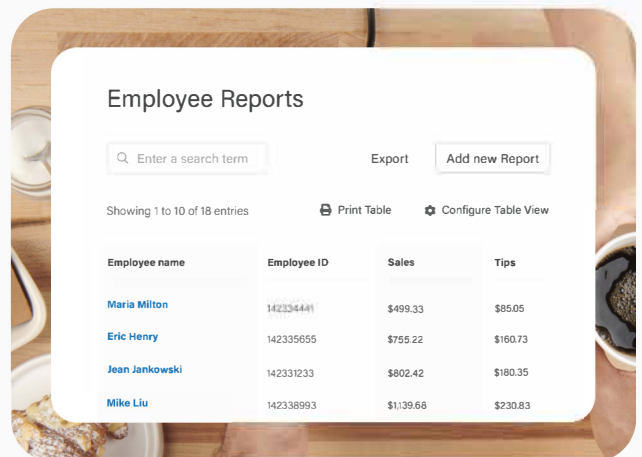 Employee Reports
Enter a search term
Export
Add new Report
Showing 1 to 10 of 18 entries
Print Table
Configure Table View
Employee name Employee ID Sales Tips
Maria Milton 142334441 $499.33 $85.05
Eric Henry 142335655 $755.22 $160.73
Jean Jankowski 142331233 $802.42 $180.35
Mike Liu 142338993 $1,139.68 $230.83